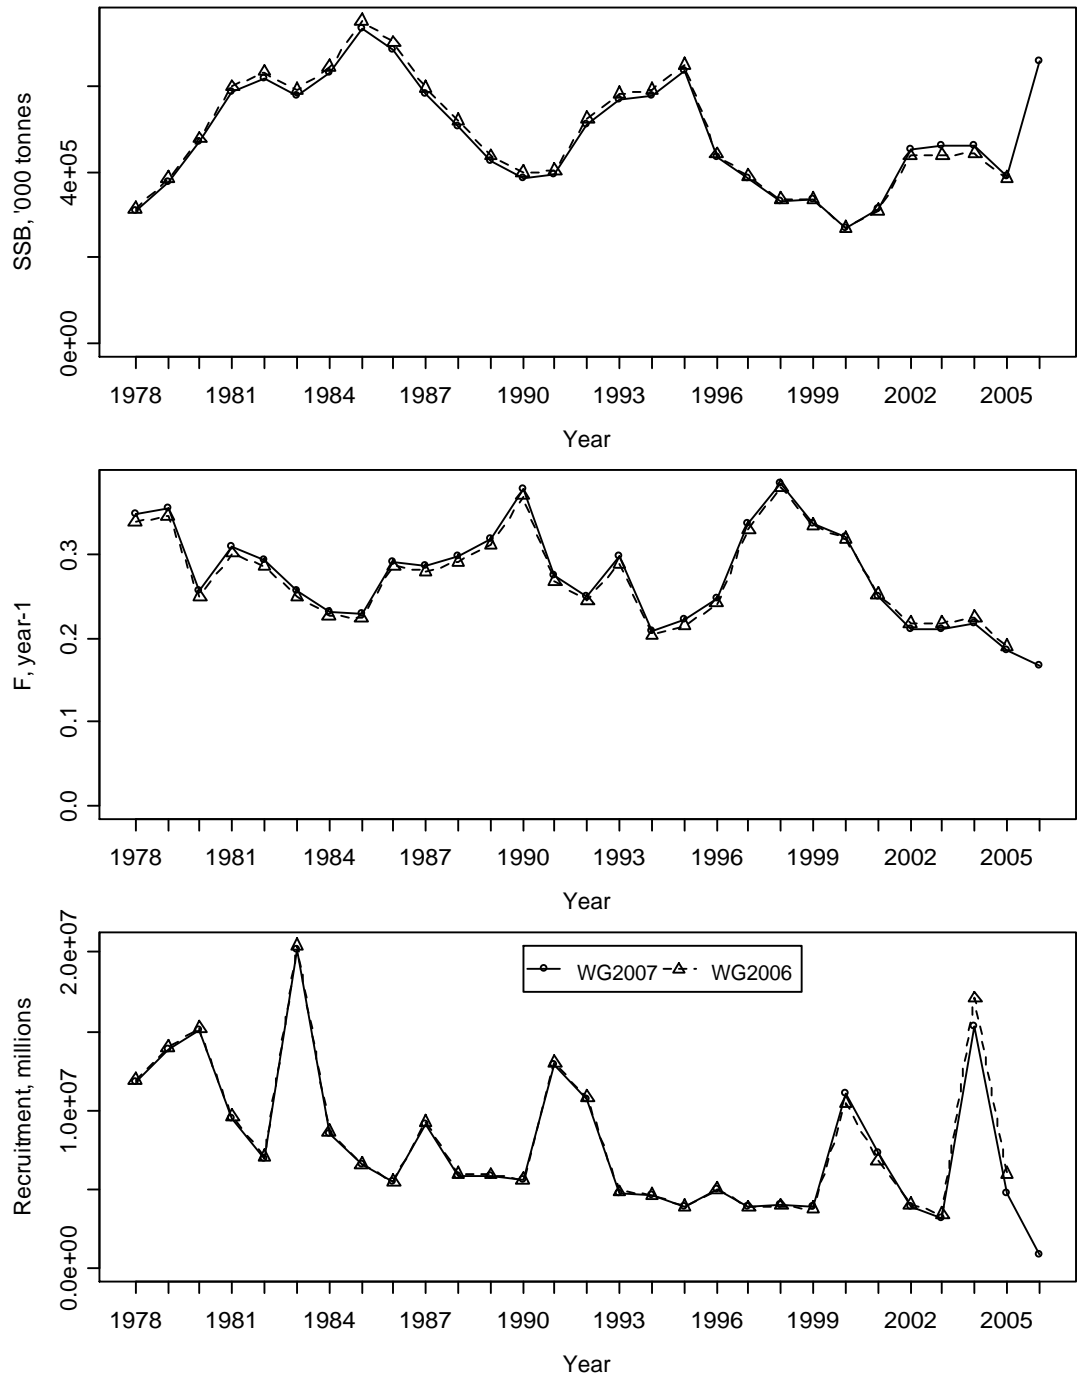 SSB, '000 tonnes
4e+05
0e+00
1978 1981 1984 1987 1990 1993 1996 1999 2002 2005
Year
F, year-1
0.3
0.2
0.1
0.0
1978 1981 1984 1987 1990 1993 1996 1999 2002 2005
Year
Recruitment, millions
2.0e+07
1.0e+07
0.0e+00
WG2007 WG2006
1978 1981 1984 1987 1990 1993 1996 1999 2002 2005
Year